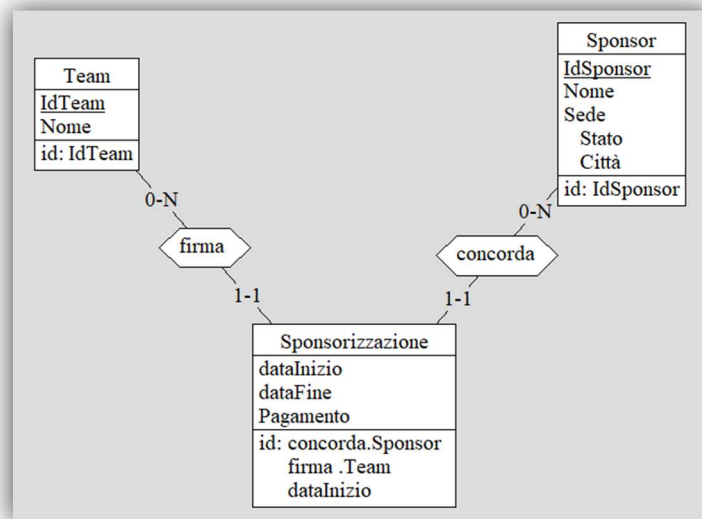 Team
IdTeam
Nome
id: IdTeam
Sponsor
IdSponsor
Nome
Sede
Stato
Città
id: IdSponsor
0-N
0-N
firma
concorda
1-1
1-1
Sponsorizzazione
dataInizio
dataFine
Pagamento
id: concorda.Sponsor
firma .Team
dataInizio